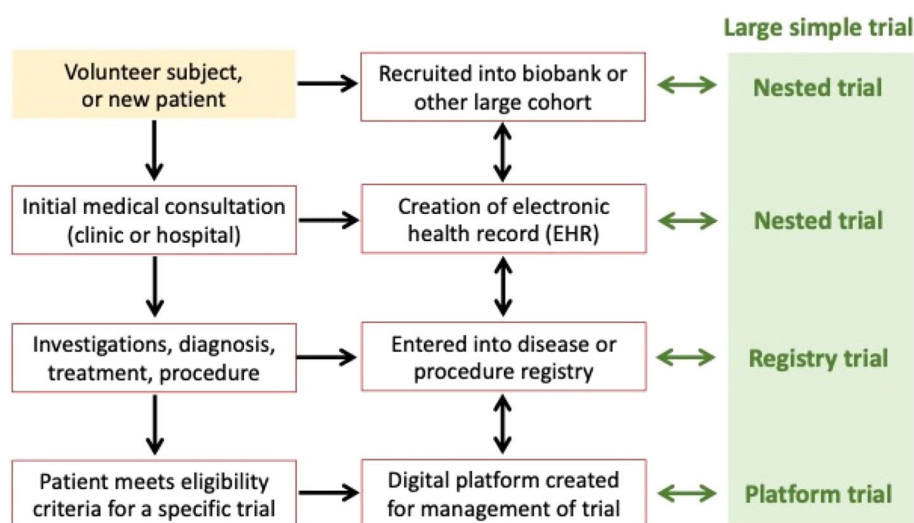 Large simple trial
Volunteer subject,
or new patient
Recruited into biobank or
other large cohort
Nested trial
Initial medical consultation
(clinic or hospital)
Creation of electronic
health record (EHR)
Nested trial
Investigations, diagnosis,
treatment, procedure
Entered into disease or
procedure registry
Registry trial
Patient meets eligibility
criteria for a specific trial
Digital platform created
for management of trial
Platform trial